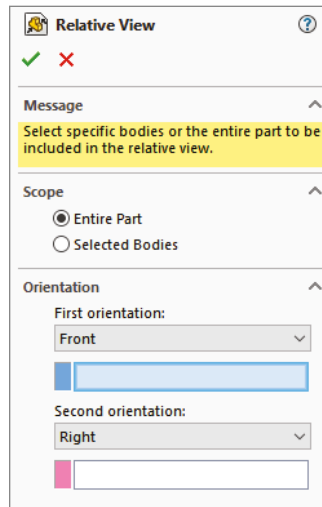 Relative View
?
Message
Select specific bodies or the entire part to be
included in the relative view.
Scope
Entire Part
Selected Bodies
Orientation
First orientation:
Front
Second orientation:
Right